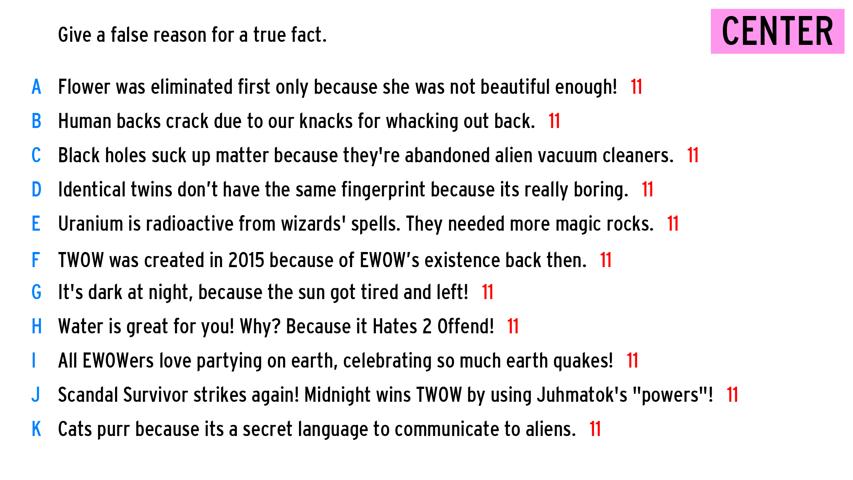 Give a false reason for a true fact.
CENTER
A Flower was eliminated first only because she was not beautiful enough! 11
B Human backs crack due to our knacks for whacking out back. 11
C Black holes suck up matter because they're abandoned alien vacuum cleaners. 11
D Identical twins don’t have the same fingerprint because its really boring. 11
E Uranium is radioactive from wizards' spells. They needed more magic rocks. 11
F TWOW was created in 2015 because of EWOW’s existence back then. 11
G It's dark at night, because the sun got tired and left! 11
H Water is great for you! Why? Because it Hates 2 Offend! 11
I All EWOWers love partying on earth, celebrating so much earth quakes! 11
J Scandal Survivor strikes again! Midnight wins TWOW by using Juhmatok's "powers"! 11
K Cats purr because its a secret language to communicate to aliens. 11